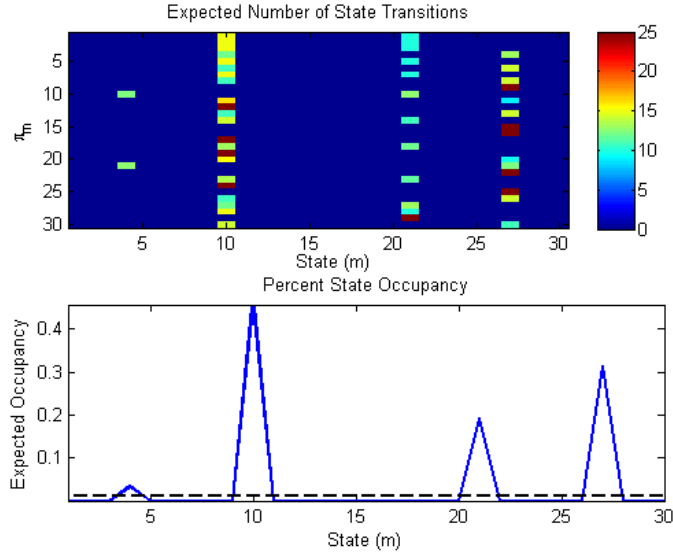 Expected Number of State Transitions
5
10
15
20
25
30
π_m
5 10 15 20 25 30
State (m)
25
20
15
10
5
0
Percent State Occupancy
0.4
0.3
0.2
0.1
Expected Occupancy
5 10 15 20 25 30
State (m)